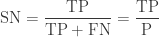 SN = TP / (TP + FN) = TP / P